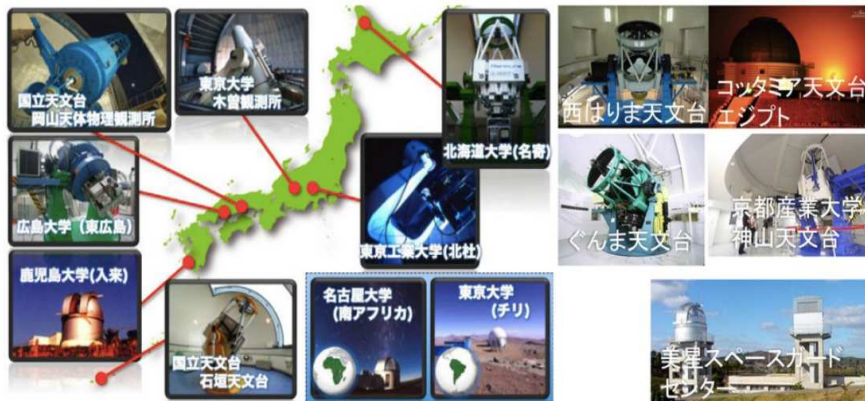 国立天文台
岡山天体物理観測所
東京大学
木曽観測所
北海道大学(名寄)
広島大学(東広島)
東京工業大学(北杜)
鹿児島大学(入来)
国立天文台
石垣天文台
名古屋大学
(南アフリカ)
東京大学
(チリ)
西はりま天文台
コッタミア天文台
エジプト
ぐんま天文台
京都産業大学
神山天文台
美星スペースガード
センター